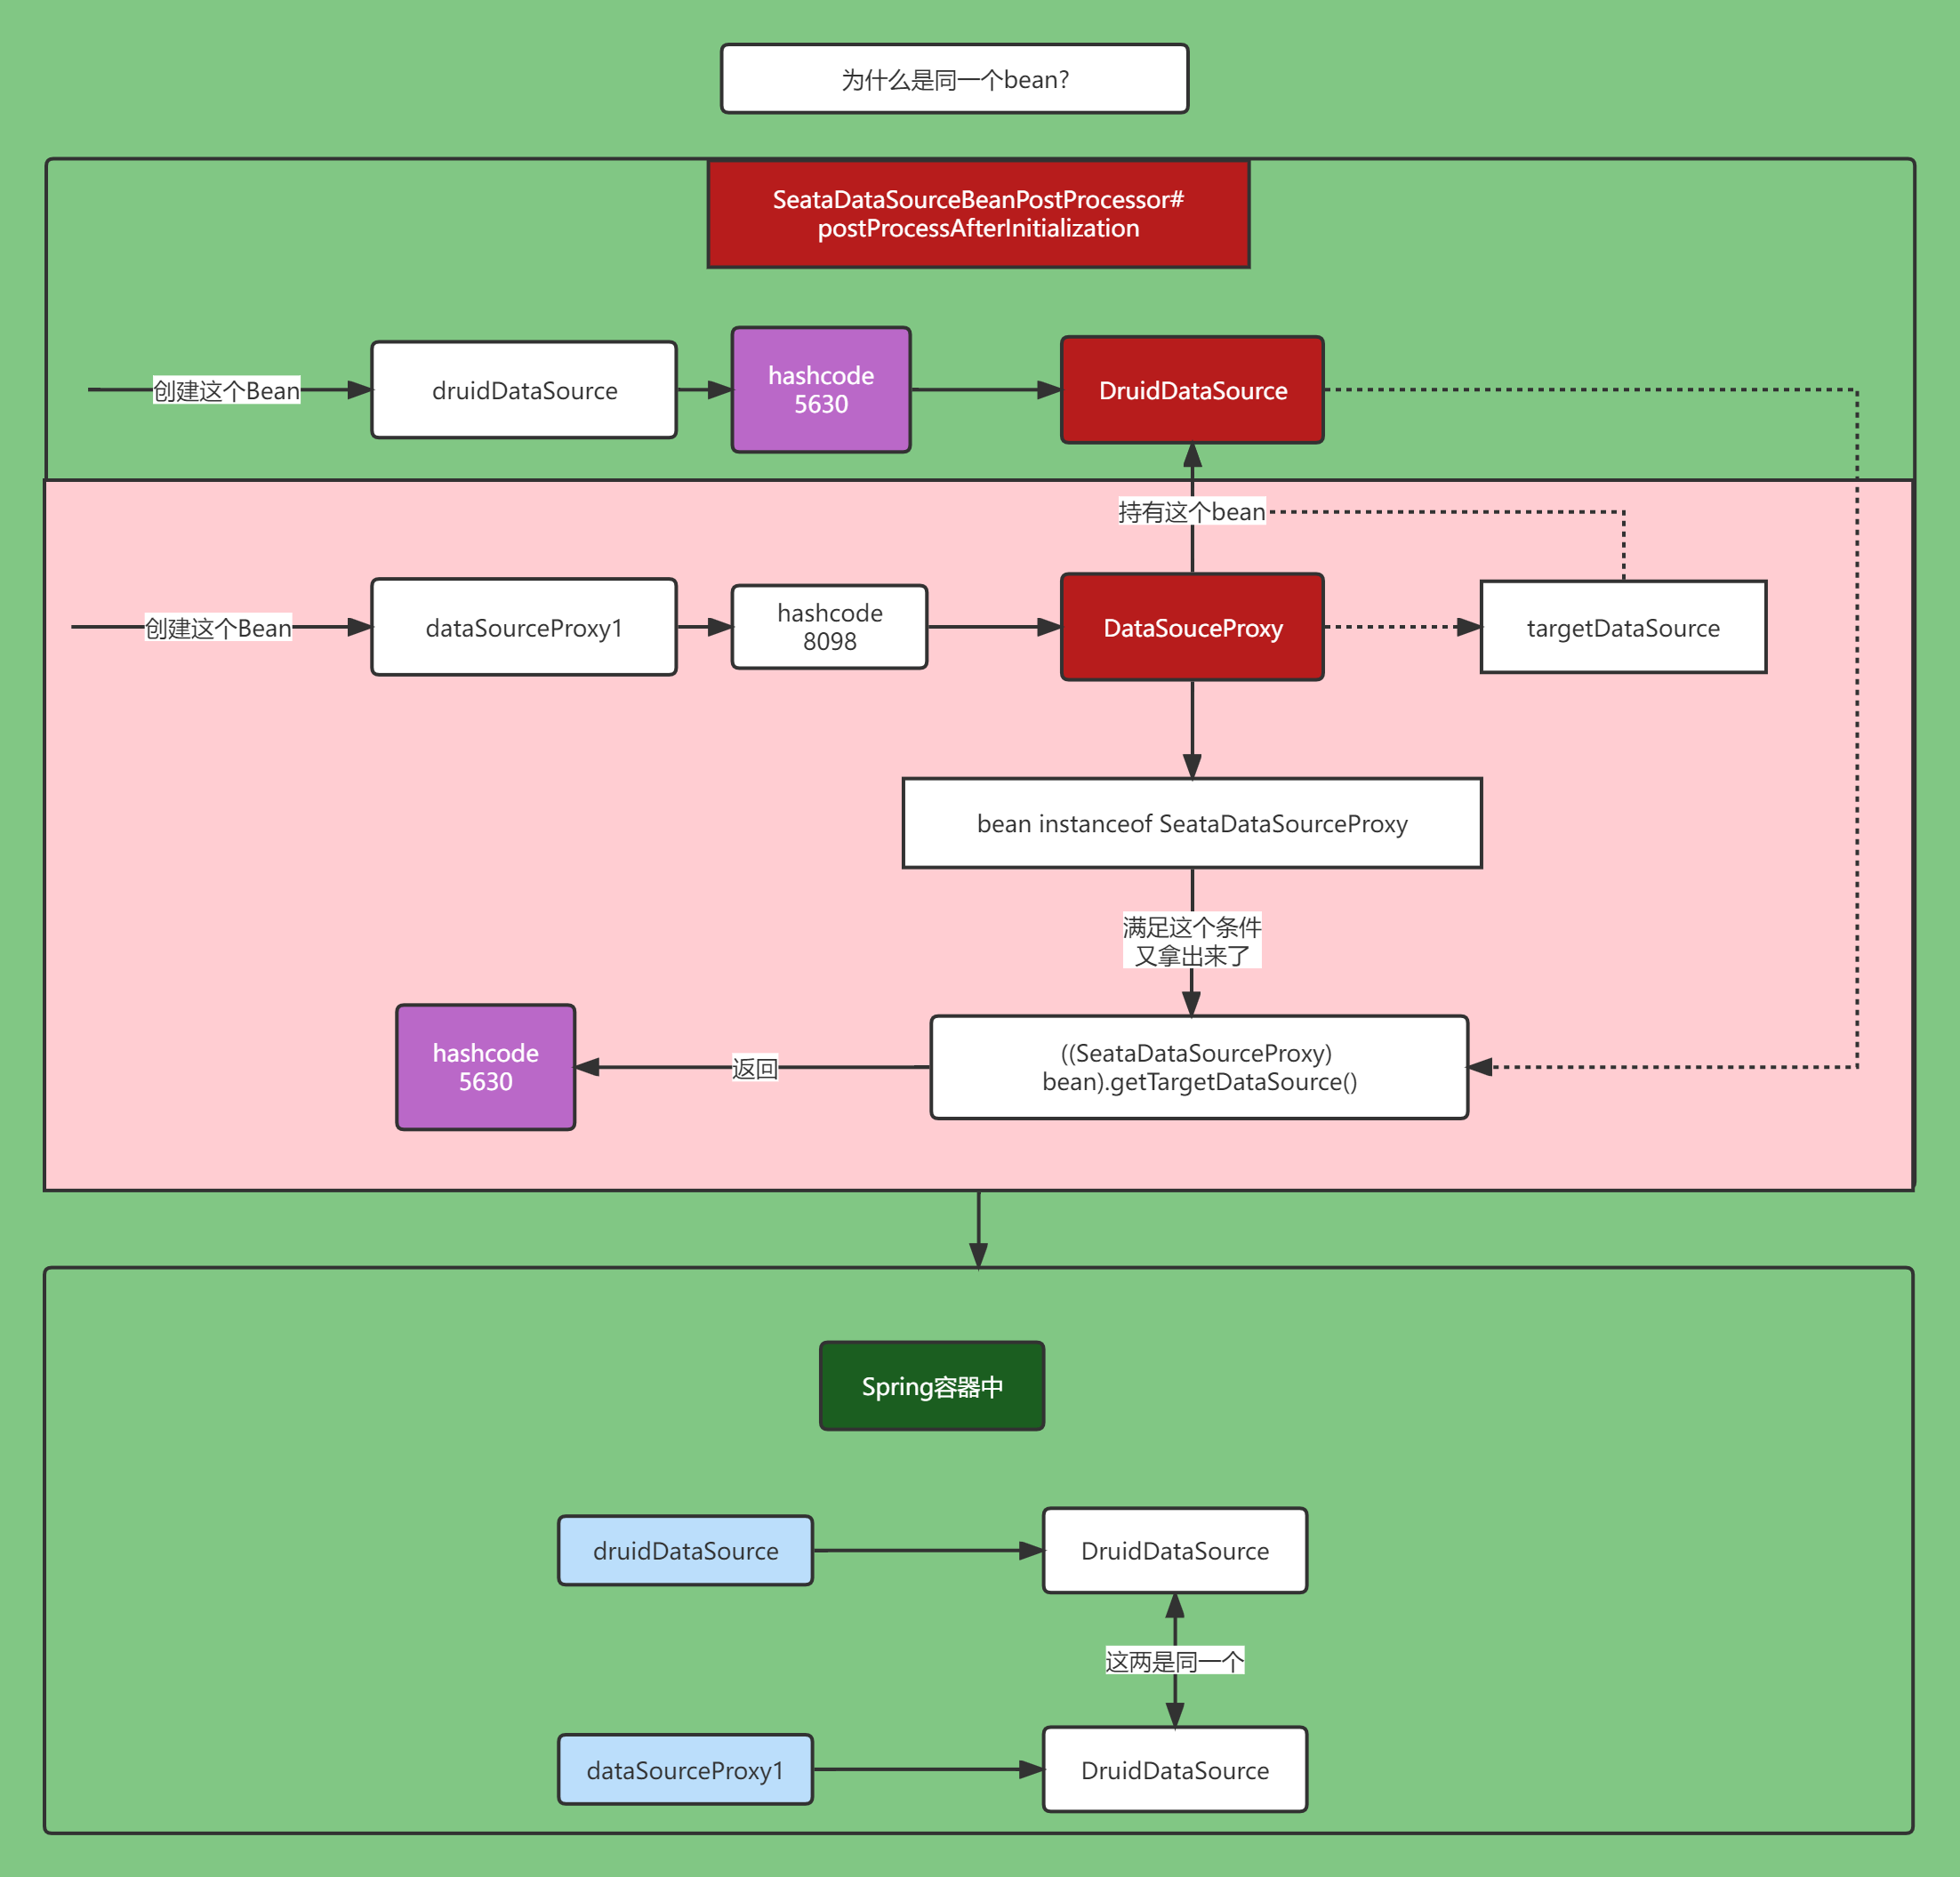 为什么是同一个bean?
SeataDataSourceBeanPostProcessor#
postProcessAfterInitialization
创建这个Bean
druidDataSource
hashcode
5630
DruidDataSource
持有这个bean
创建这个Bean
dataSourceProxy1
hashcode
8098
DataSouceProxy
targetDataSource
bean instanceof SeataDataSourceProxy
满足这个条件
又拿出来了
hashcode
5630
返回
((SeataDataSourceProxy)
bean).getTargetDataSource()
Spring容器中
druidDataSource
DruidDataSource
这两是同一个
dataSourceProxy1
DruidDataSource